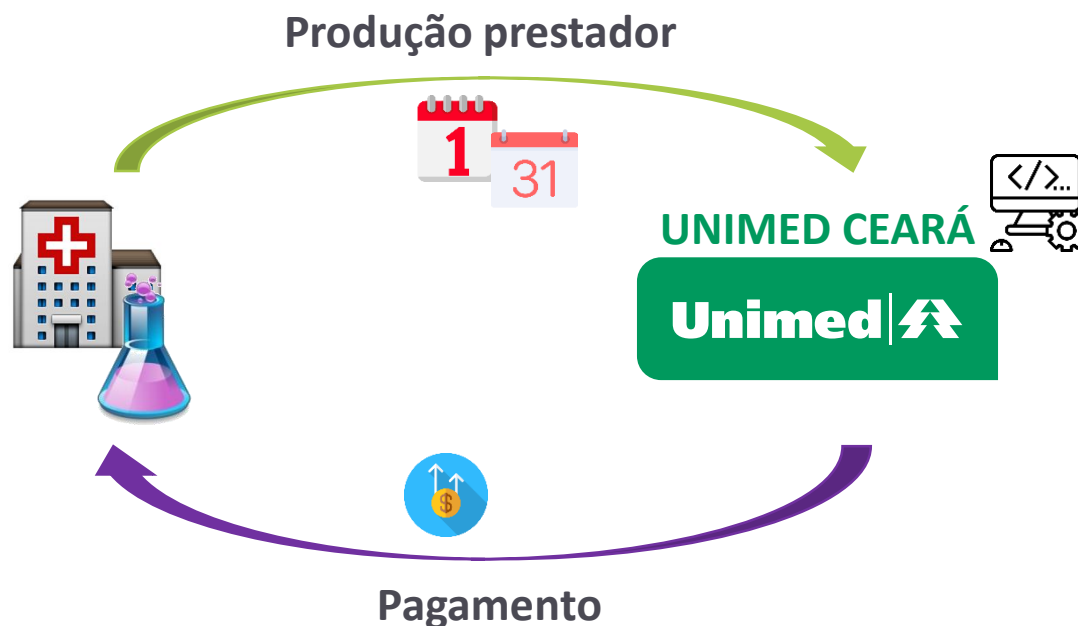 Produção prestador
1
31
</>...
UNIMED CEARÁ
Unimed
$
Pagamento